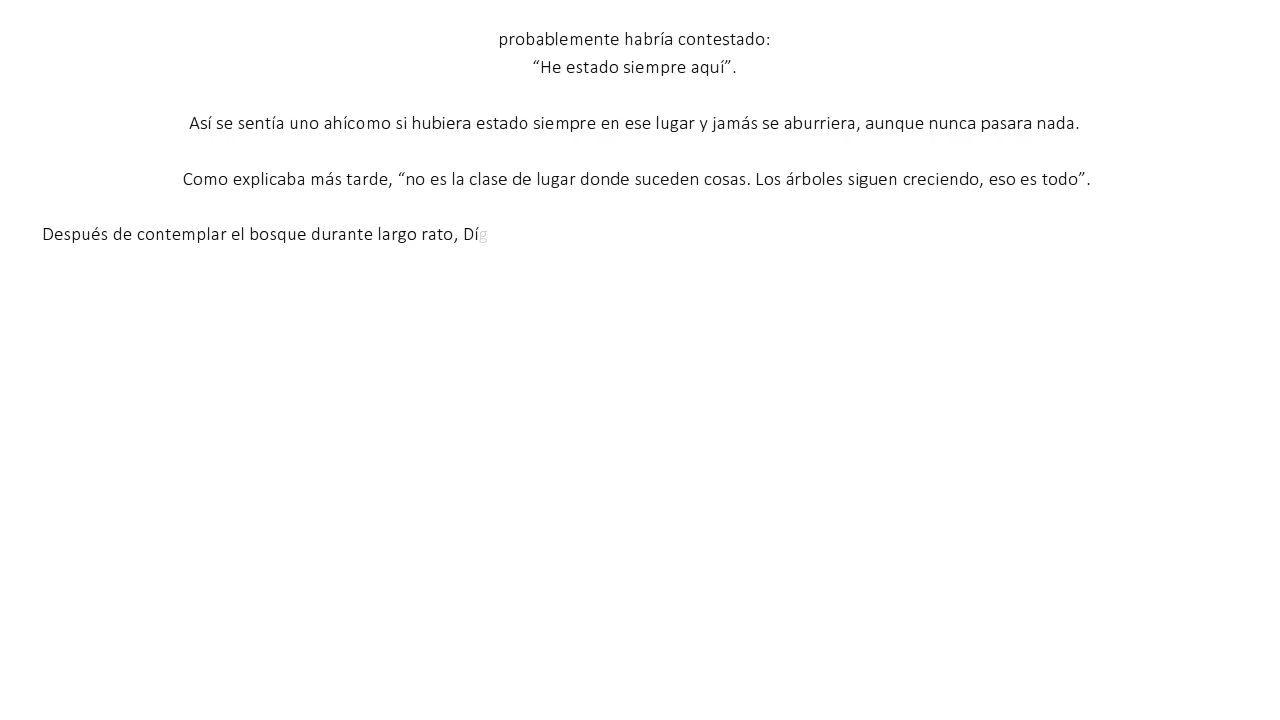 probablemente habría contestado:
“He estado siempre aquí”.
Así se sentía uno ahícomo si hubiera estado siempre en ese lugar y jamás se aburriera, aunque nunca pasara nada.
Como explicaba más tarde, “no es la clase de lugar donde suceden cosas. Los árboles siguen creciendo, eso es todo”.
Después de contemplar el bosque durante largo rato, Díg